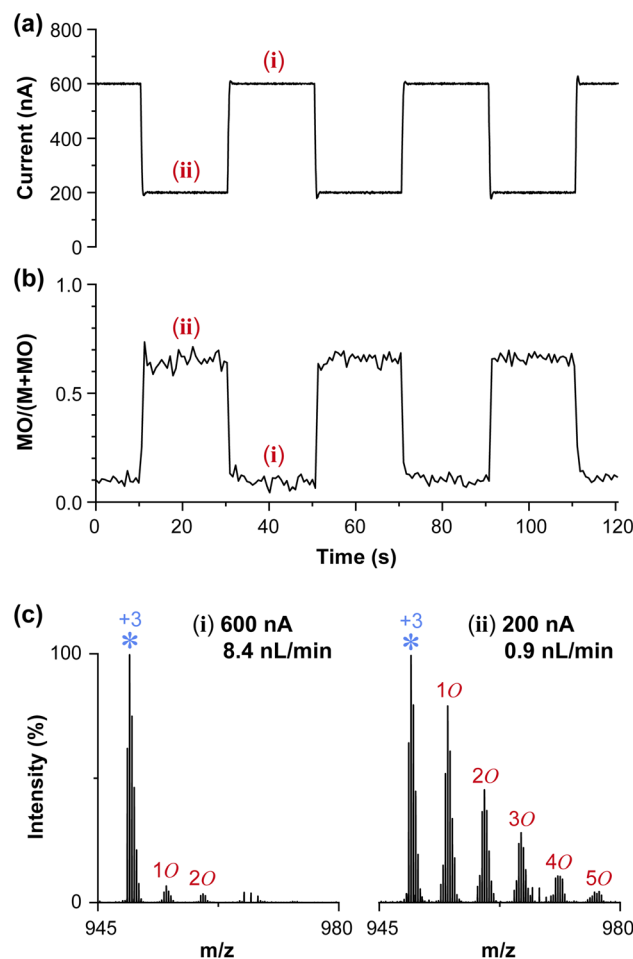 (a)
800
600
400
200
0
Current (nA)
(i)
(ii)
(b)
1.0
0.5
0.0
MO/(M+MO)
(ii)
(i)
0 20 40 60 80 100 120
Time (s)
(c)
+3
*
(i) 600 nA
8.4 nL/min
100
0
Intensity (%)
1O 2O
945 980
m/z
+3
*
(ii) 200 nA
0.9 nL/min
1O
2O
3O
4O
5O
945 980
m/z